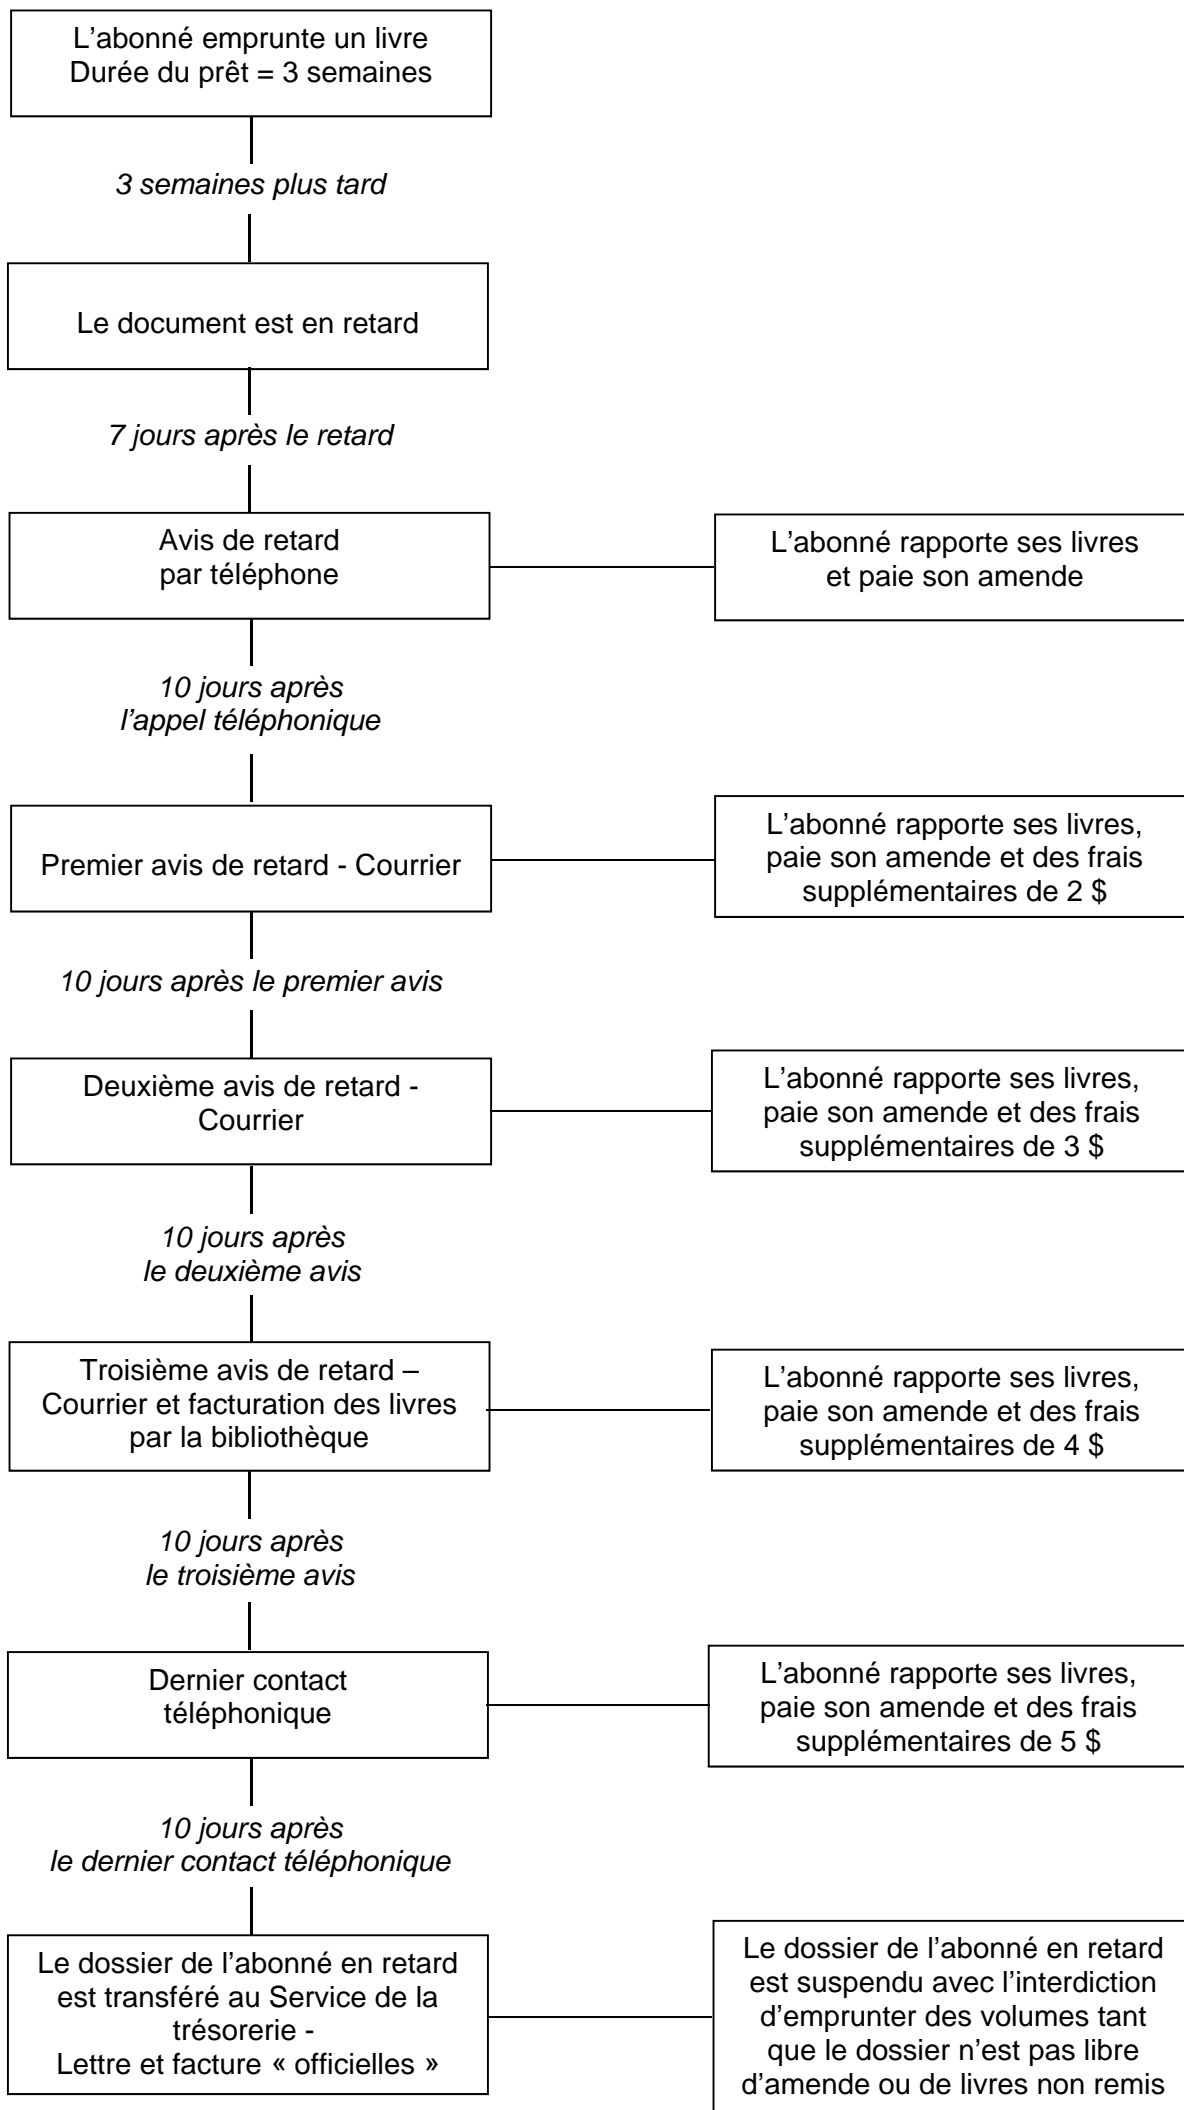 L’abonné emprunte un livre
Durée du prêt = 3 semaines
3 semaines plus tard
Le document est en retard
7 jours après le retard
Avis de retard
par téléphone
L’abonné rapporte ses livres
et paie son amende
10 jours après
l’appel téléphonique
Premier avis de retard - Courrier
L’abonné rapporte ses livres,
paie son amende et des frais
supplémentaires de 2 $
10 jours après le premier avis
Deuxième avis de retard -
Courrier
L’abonné rapporte ses livres,
paie son amende et des frais
supplémentaires de 3 $
10 jours après
le deuxième avis
Troisième avis de retard –
Courrier et facturation des livres
par la bibliothèque
L’abonné rapporte ses livres,
paie son amende et des frais
supplémentaires de 4 $
10 jours après
le troisième avis
Dernier contact
téléphonique
L’abonné rapporte ses livres,
paie son amende et des frais
supplémentaires de 5 $
10 jours après
le dernier contact téléphonique
Le dossier de l’abonné en retard
est transféré au Service de la
trésorerie -
Lettre et facture « officielles »
Le dossier de l’abonné en retard
est suspendu avec l’interdiction
d’emprunter des volumes tant
que le dossier n’est pas libre
d’amende ou de livres non remis